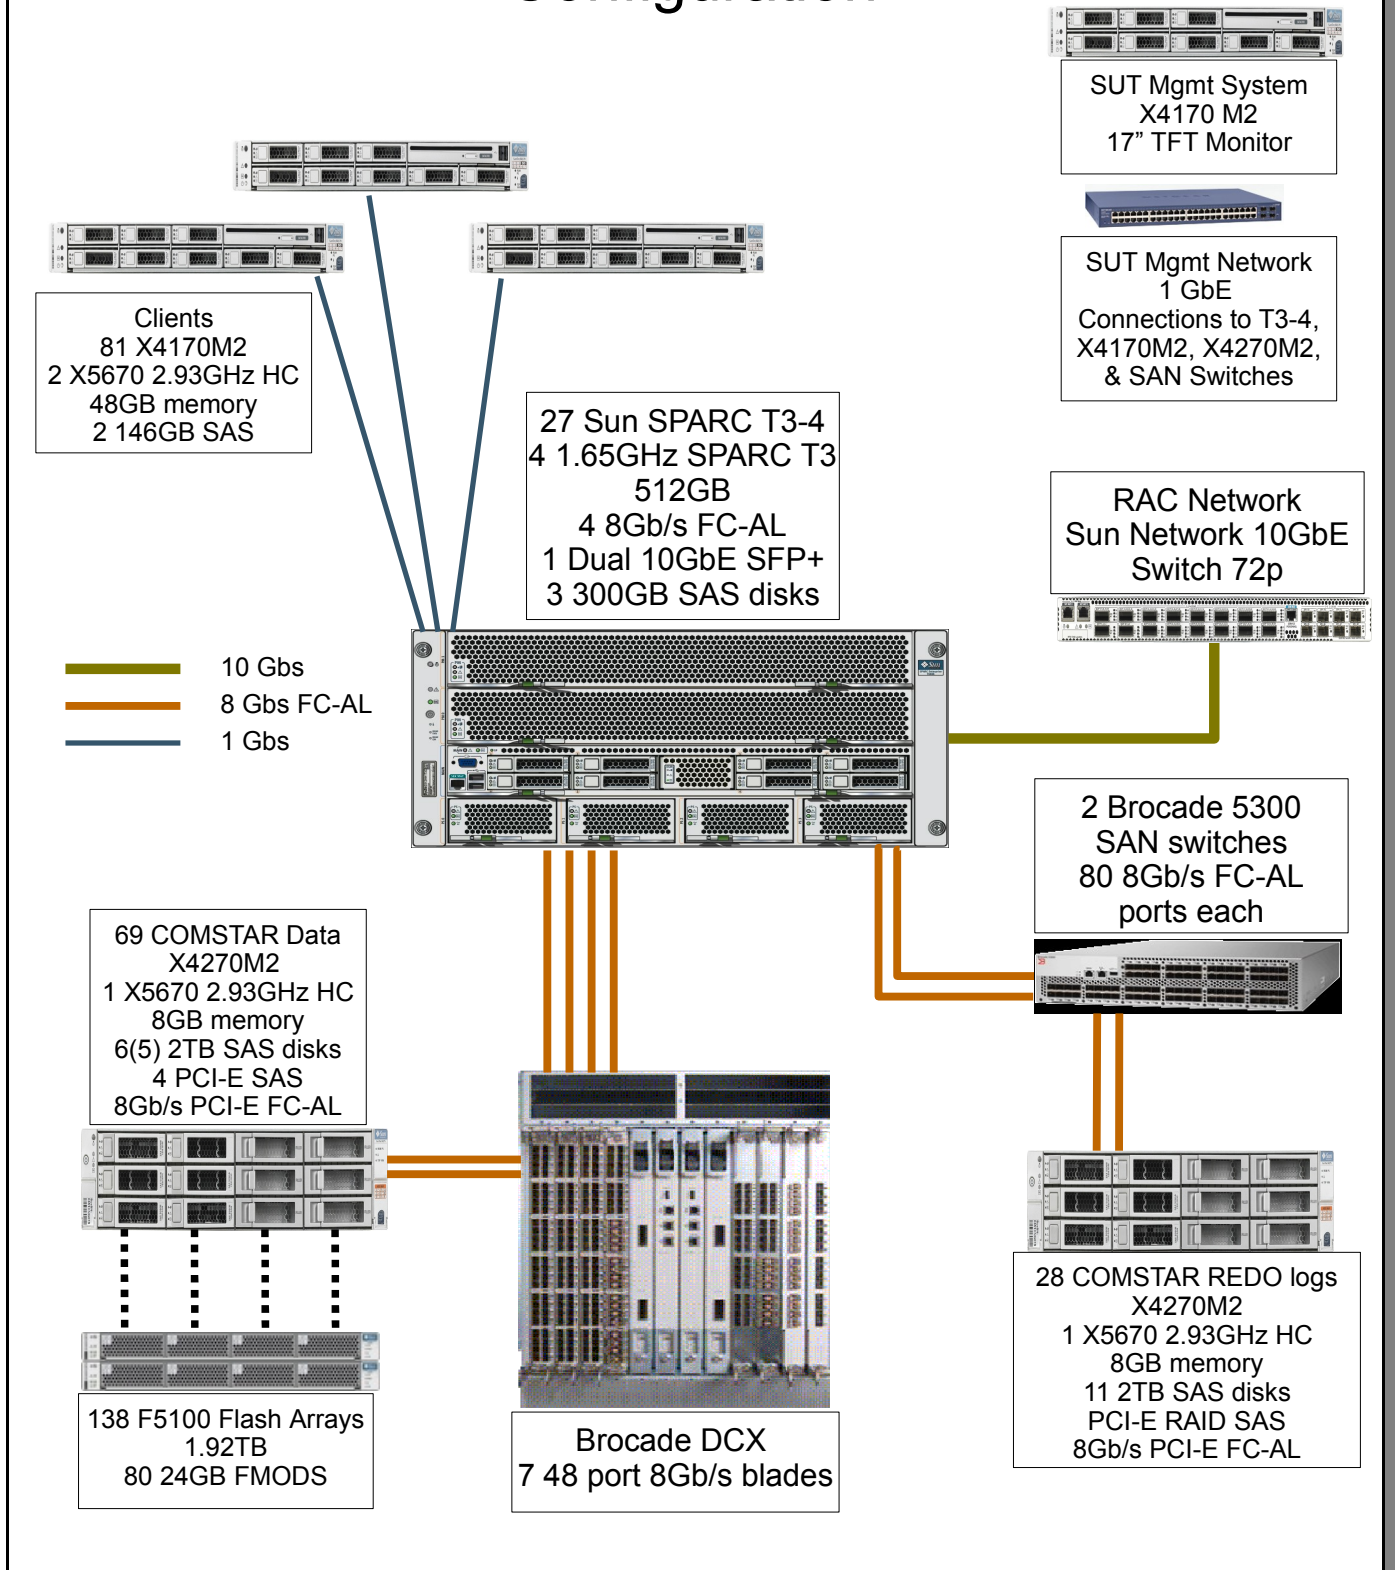 Configuration
SUT Mgmt System
X4170 M2
17” TFT Monitor
SUT Mgmt Network
1 GbE
Connections to T3-4,
X4170M2, X4270M2,
& SAN Switches
Clients
81 X4170M2
2 X5670 2.93GHz HC
48GB memory
2 146GB SAS
27 Sun SPARC T3-4
4 1.65GHz SPARC T3
512GB
4 8Gb/s FC-AL
1 Dual 10GbE SFP+
3 300GB SAS disks
RAC Network
Sun Network 10GbE
Switch 72p
10 Gbs
8 Gbs FC-AL
1 Gbs
2 Brocade 5300
SAN switches
80 8Gb/s FC-AL
ports each
69 COMSTAR Data
X4270M2
1 X5670 2.93GHz HC
8GB memory
6(5) 2TB SAS disks
4 PCI-E SAS
8Gb/s PCI-E FC-AL
28 COMSTAR REDO logs
X4270M2
1 X5670 2.93GHz HC
8GB memory
11 2TB SAS disks
PCI-E RAID SAS
8Gb/s PCI-E FC-AL
138 F5100 Flash Arrays
1.92TB
80 24GB FMODS
Brocade DCX
7 48 port 8Gb/s blades